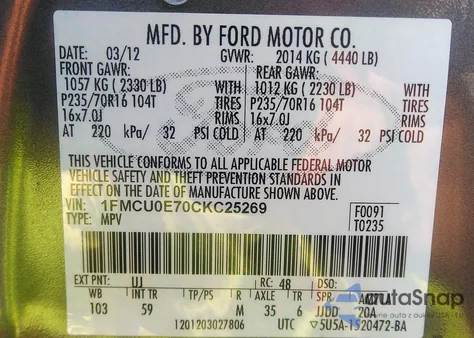 MFD. BY FORD MOTOR CO.
DATE: 03/12 GVWR: 2014 KG ( 4440 LB)
FRONT GAWR: REAR GAWR:
1057 KG ( 2330 LB) WITH 1012 KG ( 2230 LB) WITH
P235/70R16 104T TIRES P235/70R16 104T TIRES
16x7.0J RIMS 16x7.0J RIMS
AT 220 kPa/ 32 PSI COLD AT 220 kPa/ 32 PSI COLD
THIS VEHICLE CONFORMS TO ALL APPLICABLE FEDERAL MOTOR
VEHICLE SAFETY AND THEFT PREVENTION STANDARDS IN
EFFECT ON THE DATE OF MANUFACTURE SHOWN ABOVE.
VIN: 1FMCU0E70CKC25269 F0091
TYPE: MPV T0235
EXT PNT: UJ RC: 48 DSO:
WB INT TR TP/PS R AXLE TR SPR
103 59 M 35 6 JJDD 20A
1201203027806 UTC ▽5U5A-1520472-BA
autaSnap